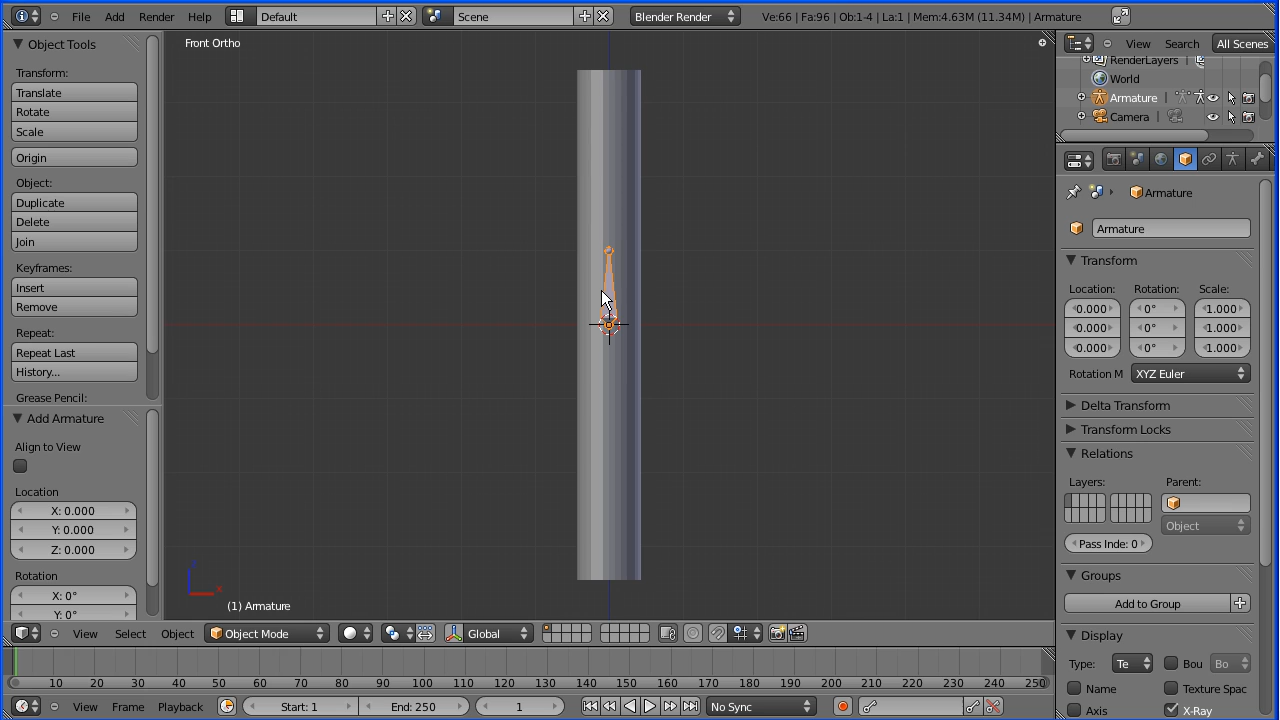 File Add Render Help Default Scene Blender Render Ve:66 | Fa:96 | Ob:1-4 | La:1 | Mem:4.63M (11.34M) | Armature
Object Tools
Transform:
Translate
Rotate
Scale
Origin
Object:
Duplicate
Delete
Join
Keyframes:
Insert
Remove
Repeat:
Repeat Last
History...
Grease Pencil:
Add Armature
Align to View
Location
X: 0.000
Y: 0.000
Z: 0.000
Rotation
X: 0°
Y: 0°
Front Ortho
X
(1) Armature
View Select Object Object Mode Global
10 20 30 40 50 60 70 80 90 100 110 120 130 140 150 160 170 180 190 200 210 220 230 240 250
View Frame Playback Start: 1 End: 250 1 No Sync
View Search All Scenes
RenderLayers |
World
Armature |
Camera |
Armature
Armature
Transform
Location: Rotation: Scale:
0.000 0° 1.000
0.000 0° 1.000
0.000 0° 1.000
Rotation M XYZ Euler
Delta Transform
Transform Locks
Relations
Layers: Parent:
Object
Pass Inde: 0
Groups
Add to Group
Display
Type: Te Bou Bo
Name Texture Spac
Axis X-Ray